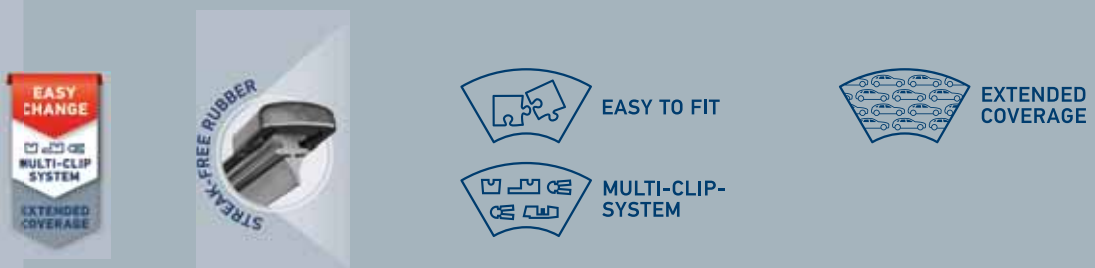 EASY
CHANGE
MULTI-CLIP
SYSTEM
EXTENDED
COVERAGE
STREAK-FREE RUBBER
EASY TO FIT
MULTI-CLIP-
SYSTEM
EXTENDED
COVERAGE